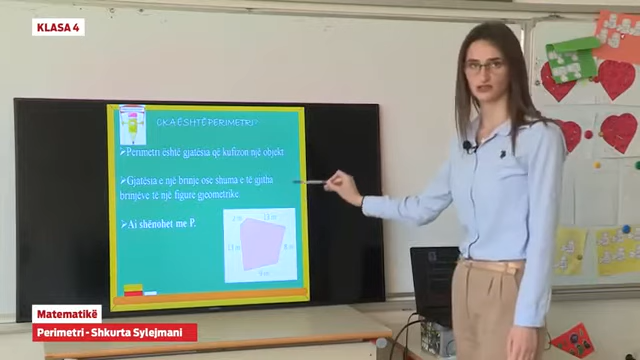 KLASA 4
ÇKA ËSHTË PERIMETRI?
➢Perimetri është gjatësia që kufizon një objekt
➢Gjatësia e një brinje ose shuma e të gjitha
brinjëve të një figure gjeometrike.
➢Ai shënohet me P.
Matematikë
Perimetri - Shkurta Sylejmani